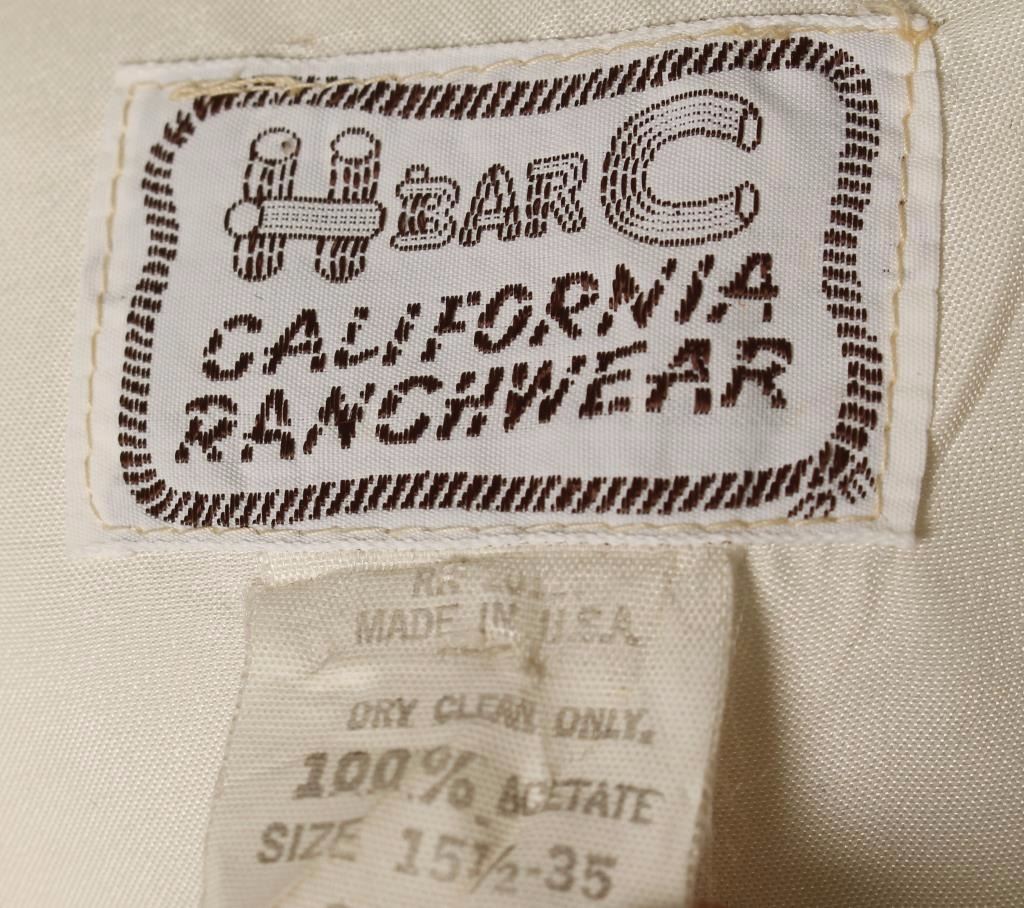 H BAR C
CALIFORNIA
RANCHWEAR
MADE IN U.S.A.
DRY CLEAN ONLY.
100% ACETATE
SIZE 15½-35